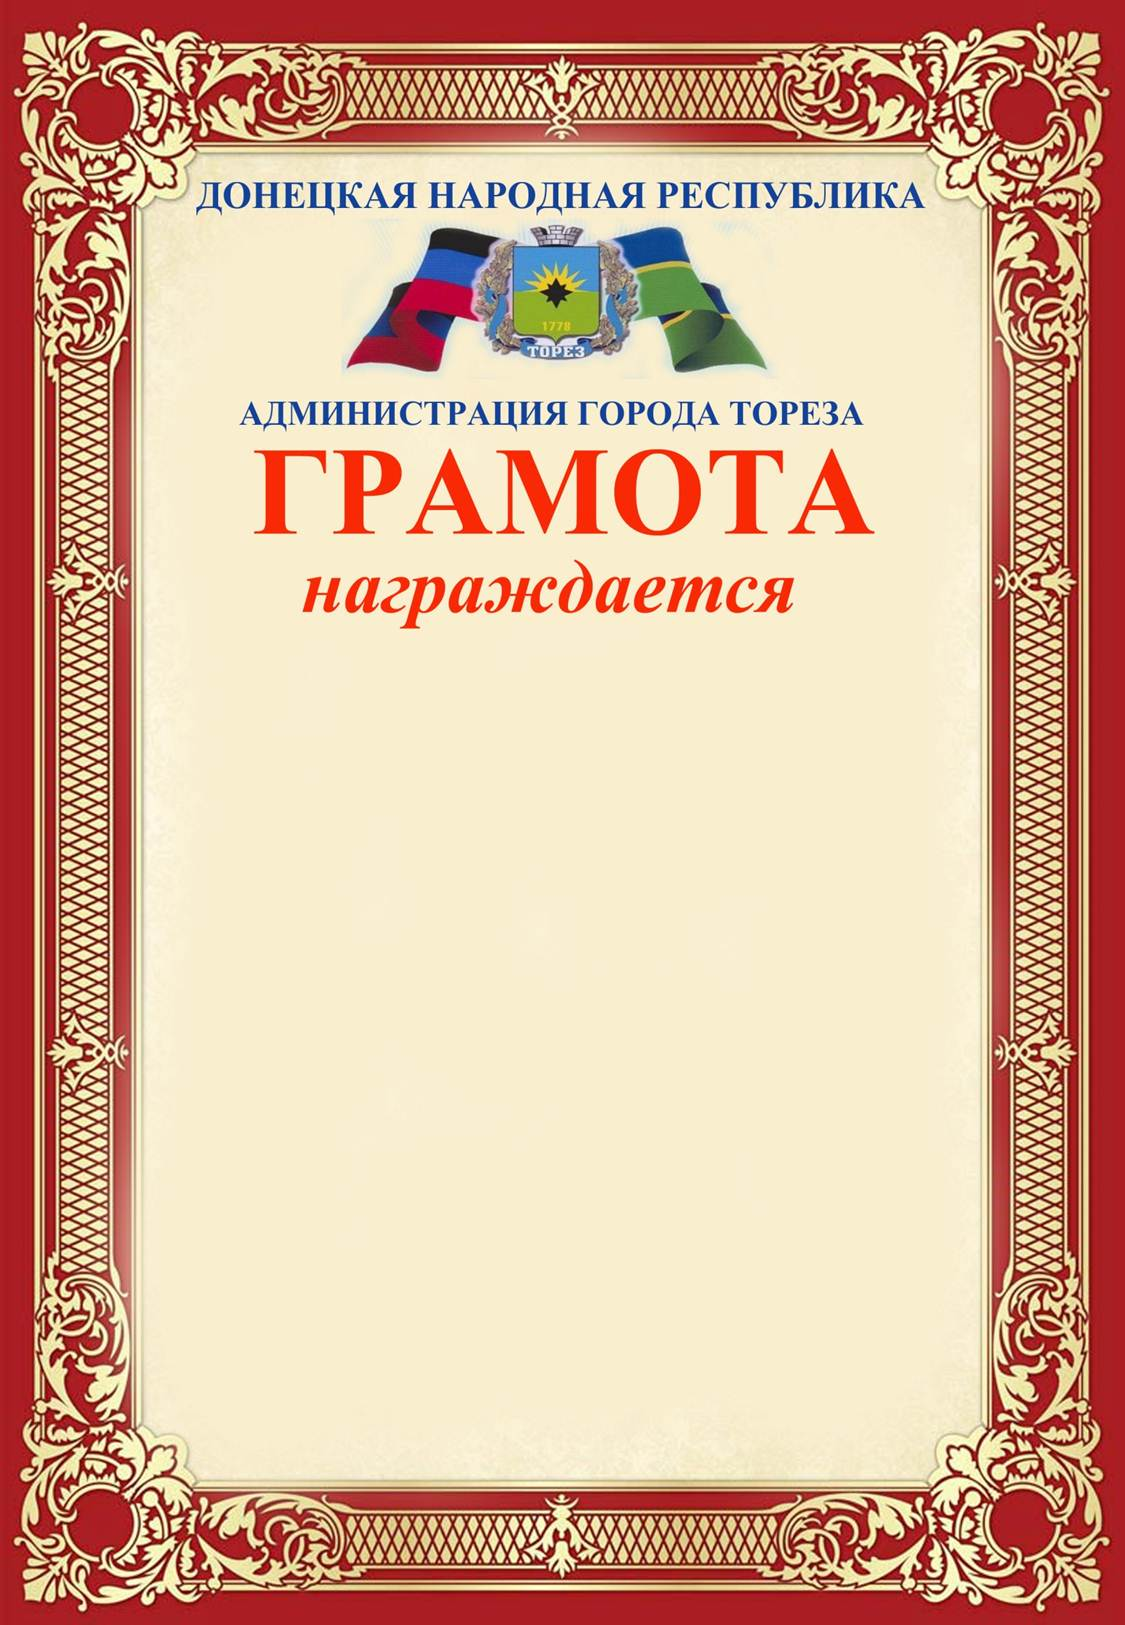 ДОНЕЦКАЯ НАРОДНАЯ РЕСПУБЛИКА
1778
ТОРЕЗ
АДМИНИСТРАЦИЯ ГОРОДА ТОРЕЗА
ГРАМОТА
награждается